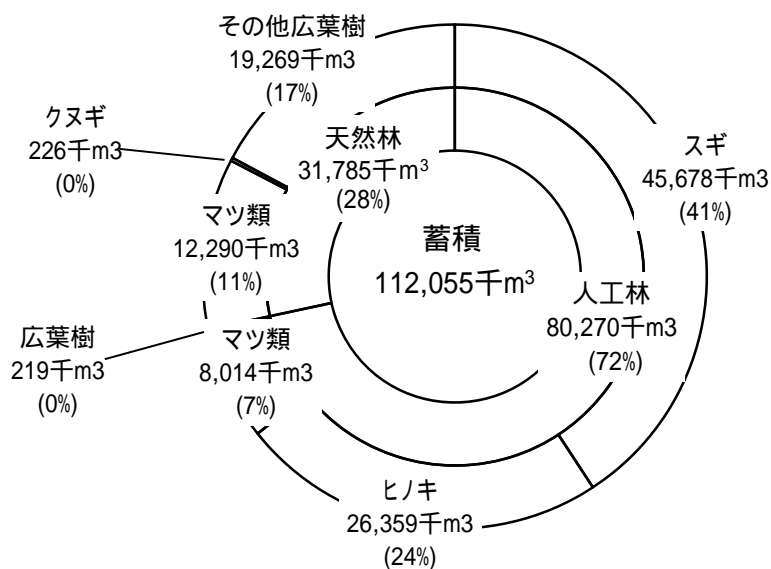 その他広葉樹
19,269千m3
(17%)
クヌギ
226千m3
(0%)
天然林
31,785千m³
(28%)
スギ
45,678千m3
(41%)
マツ類
12,290千m3
(11%)
蓄積
112,055千m³
人工林
80,270千m3
(72%)
広葉樹
219千m3
(0%)
マツ類
8,014千m3
(7%)
ヒノキ
26,359千m3
(24%)